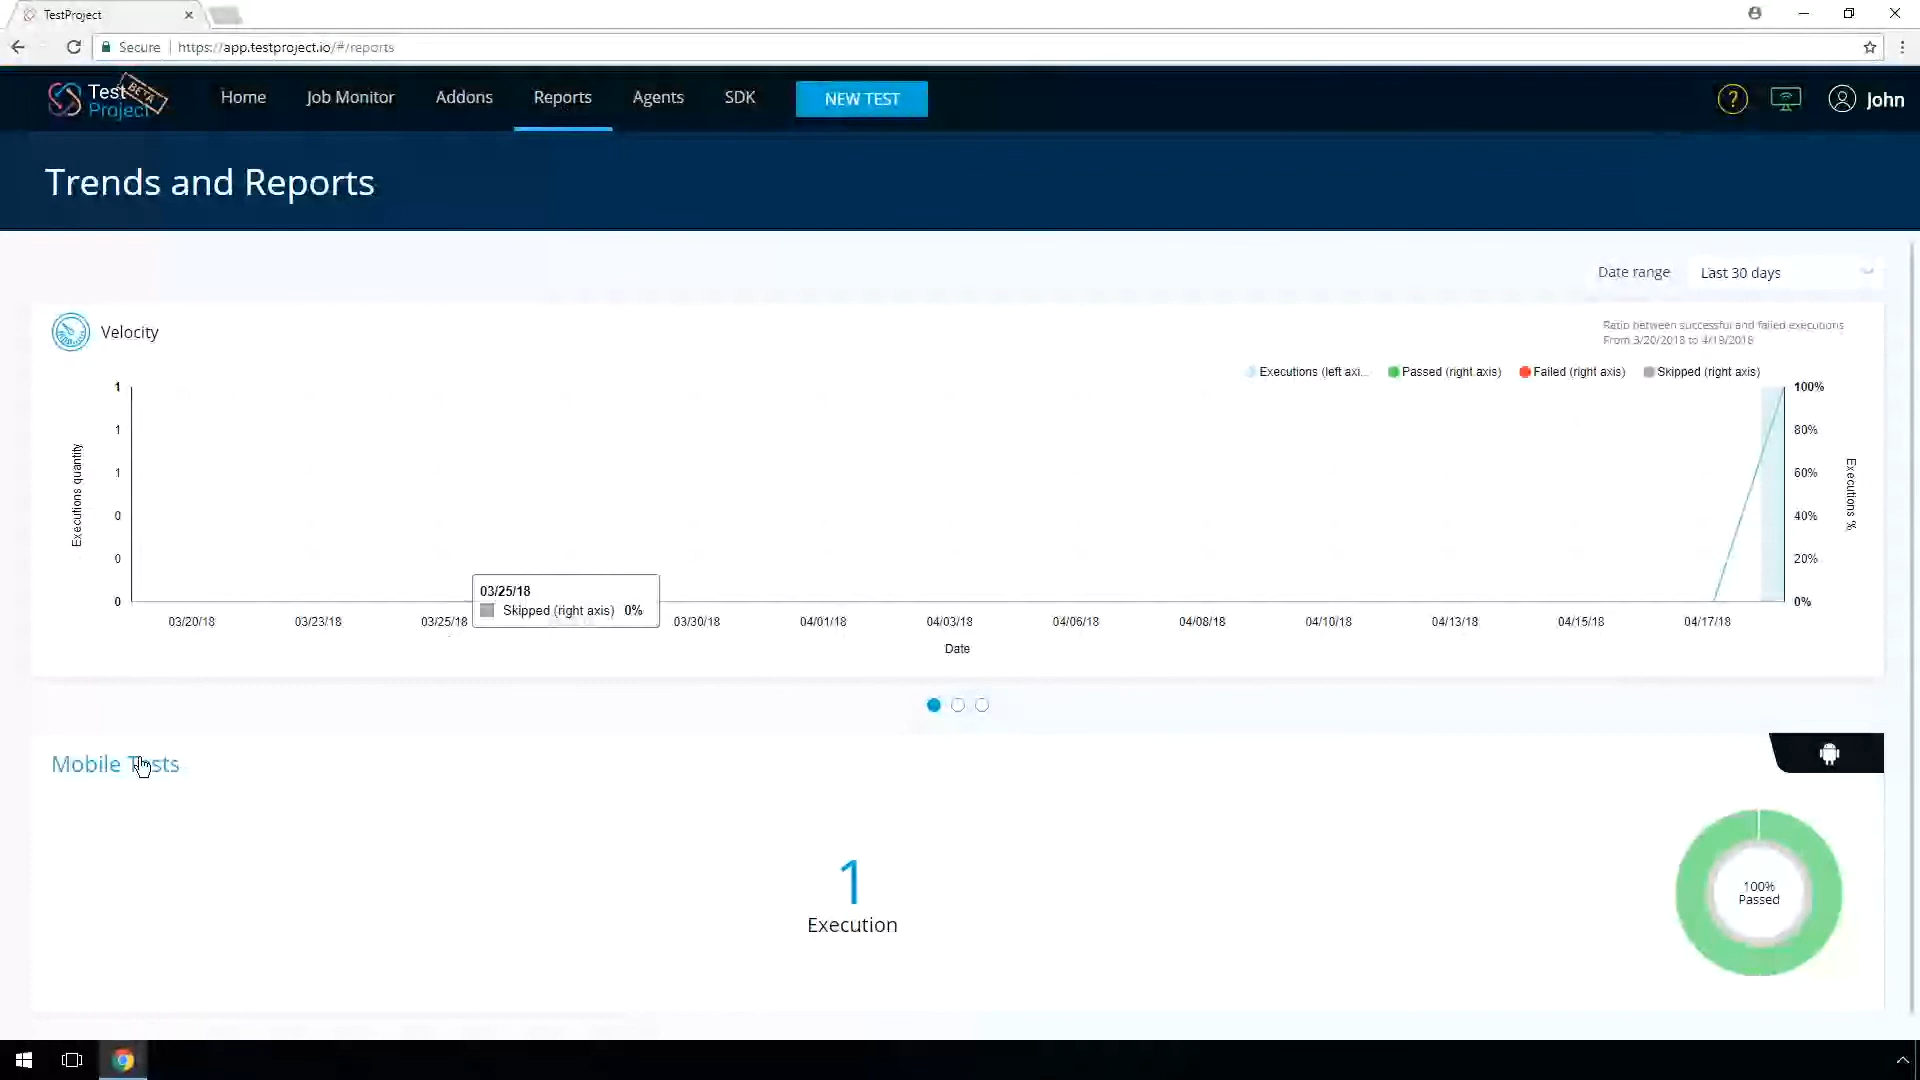 TestProject
Secure
https://app.testproject.io/#/reports
Test
Project
BETA
Home
Job Monitor
Addons
Reports
Agents
SDK
NEW TEST
?
John
Trends and Reports
Date range
Last 30 days
Velocity
Ratio between successful and failed executions
From 3/20/2018 to 4/19/2018
Executions (left axi...
Passed (right axis)
Failed (right axis)
Skipped (right axis)
1
1
1
0
0
0
Executions quantity
100%
80%
60%
40%
20%
0%
Executions %
03/25/18
Skipped (right axis) 0%
03/20/18
03/23/18
03/25/18
03/30/18
04/01/18
04/03/18
04/06/18
04/08/18
04/10/18
04/13/18
04/15/18
04/17/18
Date
Mobile Tests
1
Execution
100%
Passed